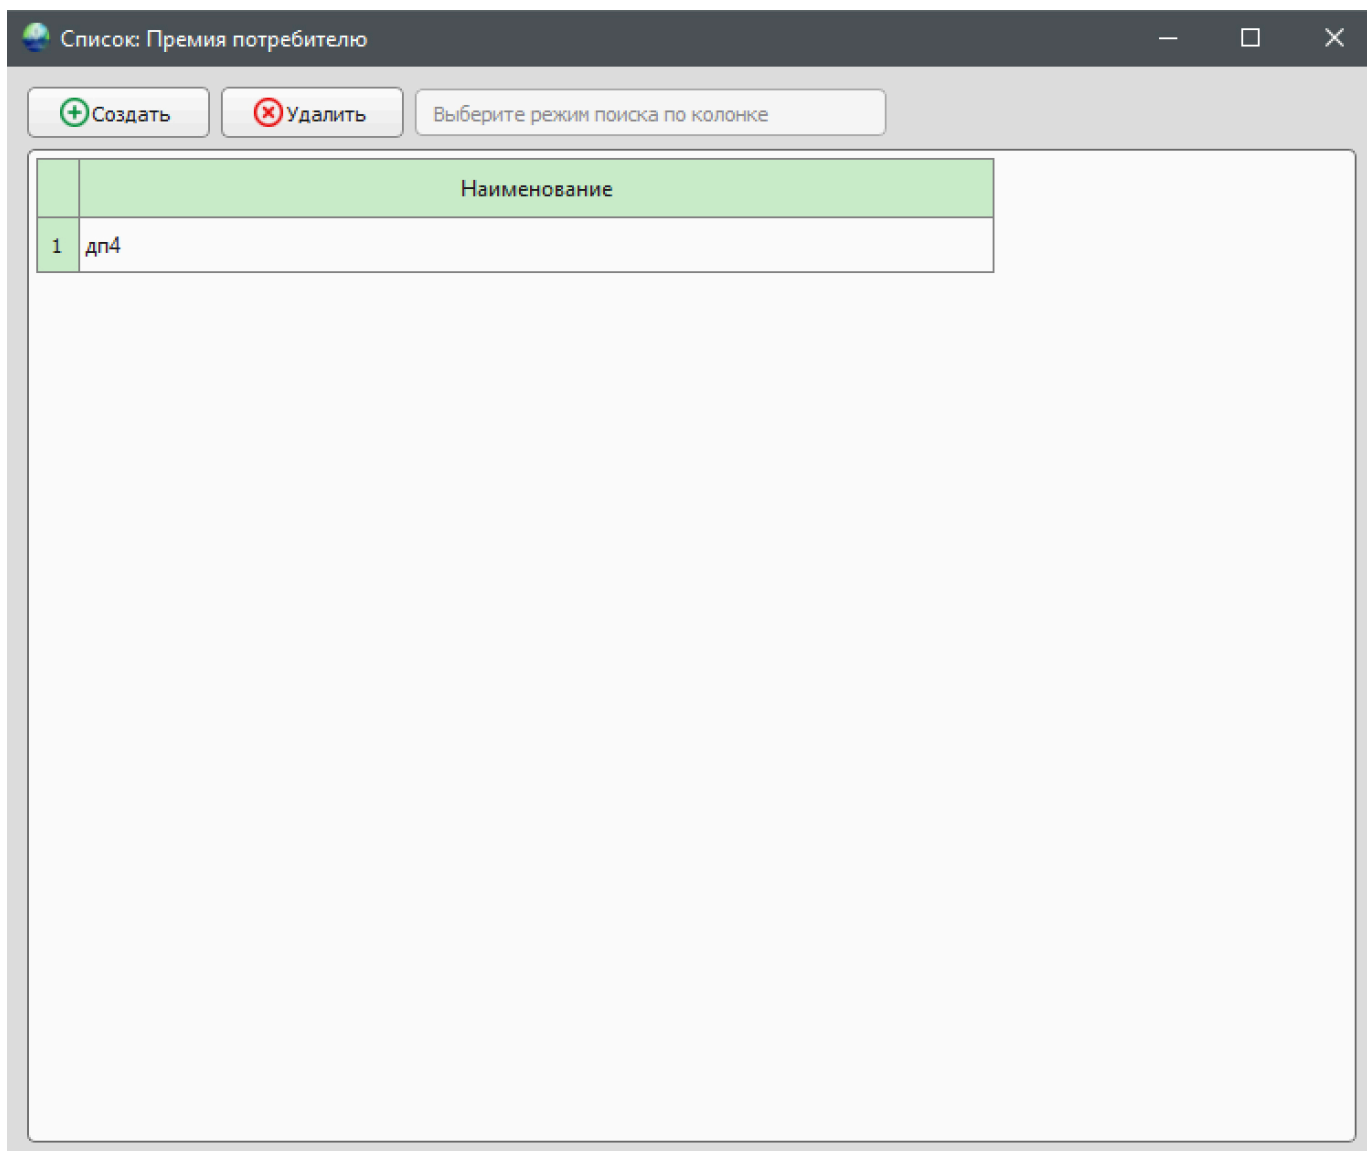 Список: Премия потребителю
Создать Удалить Выберите режим поиска по колонке
Наименование
1 дп4